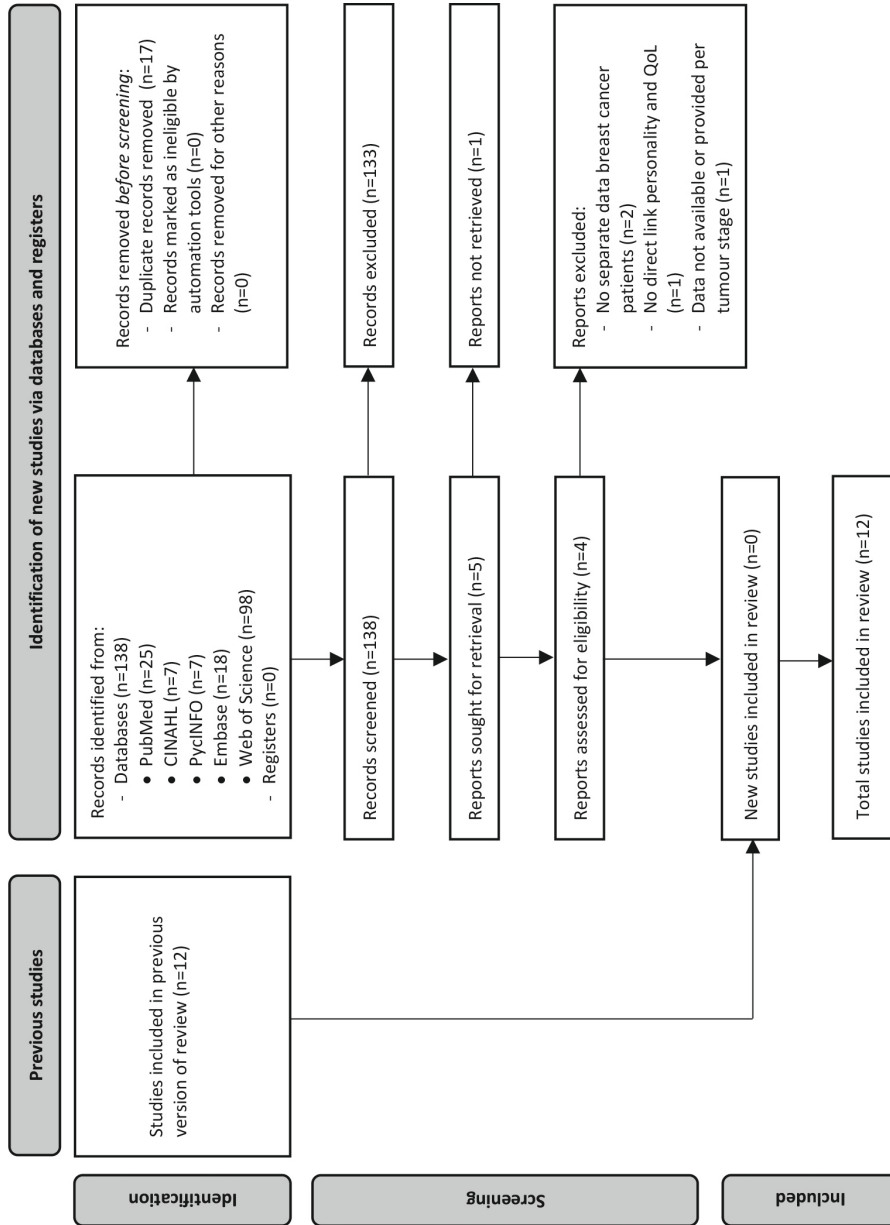 Previous studies
Identification of new studies via databases and registers
Identification
Studies included in previous
version of review (n=12)
Records identified from:
- Databases (n=138)
● PubMed (n=25)
● CINAHL (n=7)
● PycINFO (n=7)
● Embase (n=18)
● Web of Science (n=98)
- Registers (n=0)
Records removed before screening:
- Duplicate records removed (n=17)
- Records marked as ineligible by
automation tools (n=0)
- Records removed for other reasons
(n=0)
Screening
Records screened (n=138)
Records excluded (n=133)
Reports sought for retrieval (n=5)
Reports not retrieved (n=1)
Reports assessed for eligibility (n=4)
Reports excluded:
- No separate data breast cancer
patients (n=2)
- No direct link personality and QoL
(n=1)
- Data not available or provided per
tumour stage (n=1)
Included
New studies included in review (n=0)
Total studies included in review (n=12)